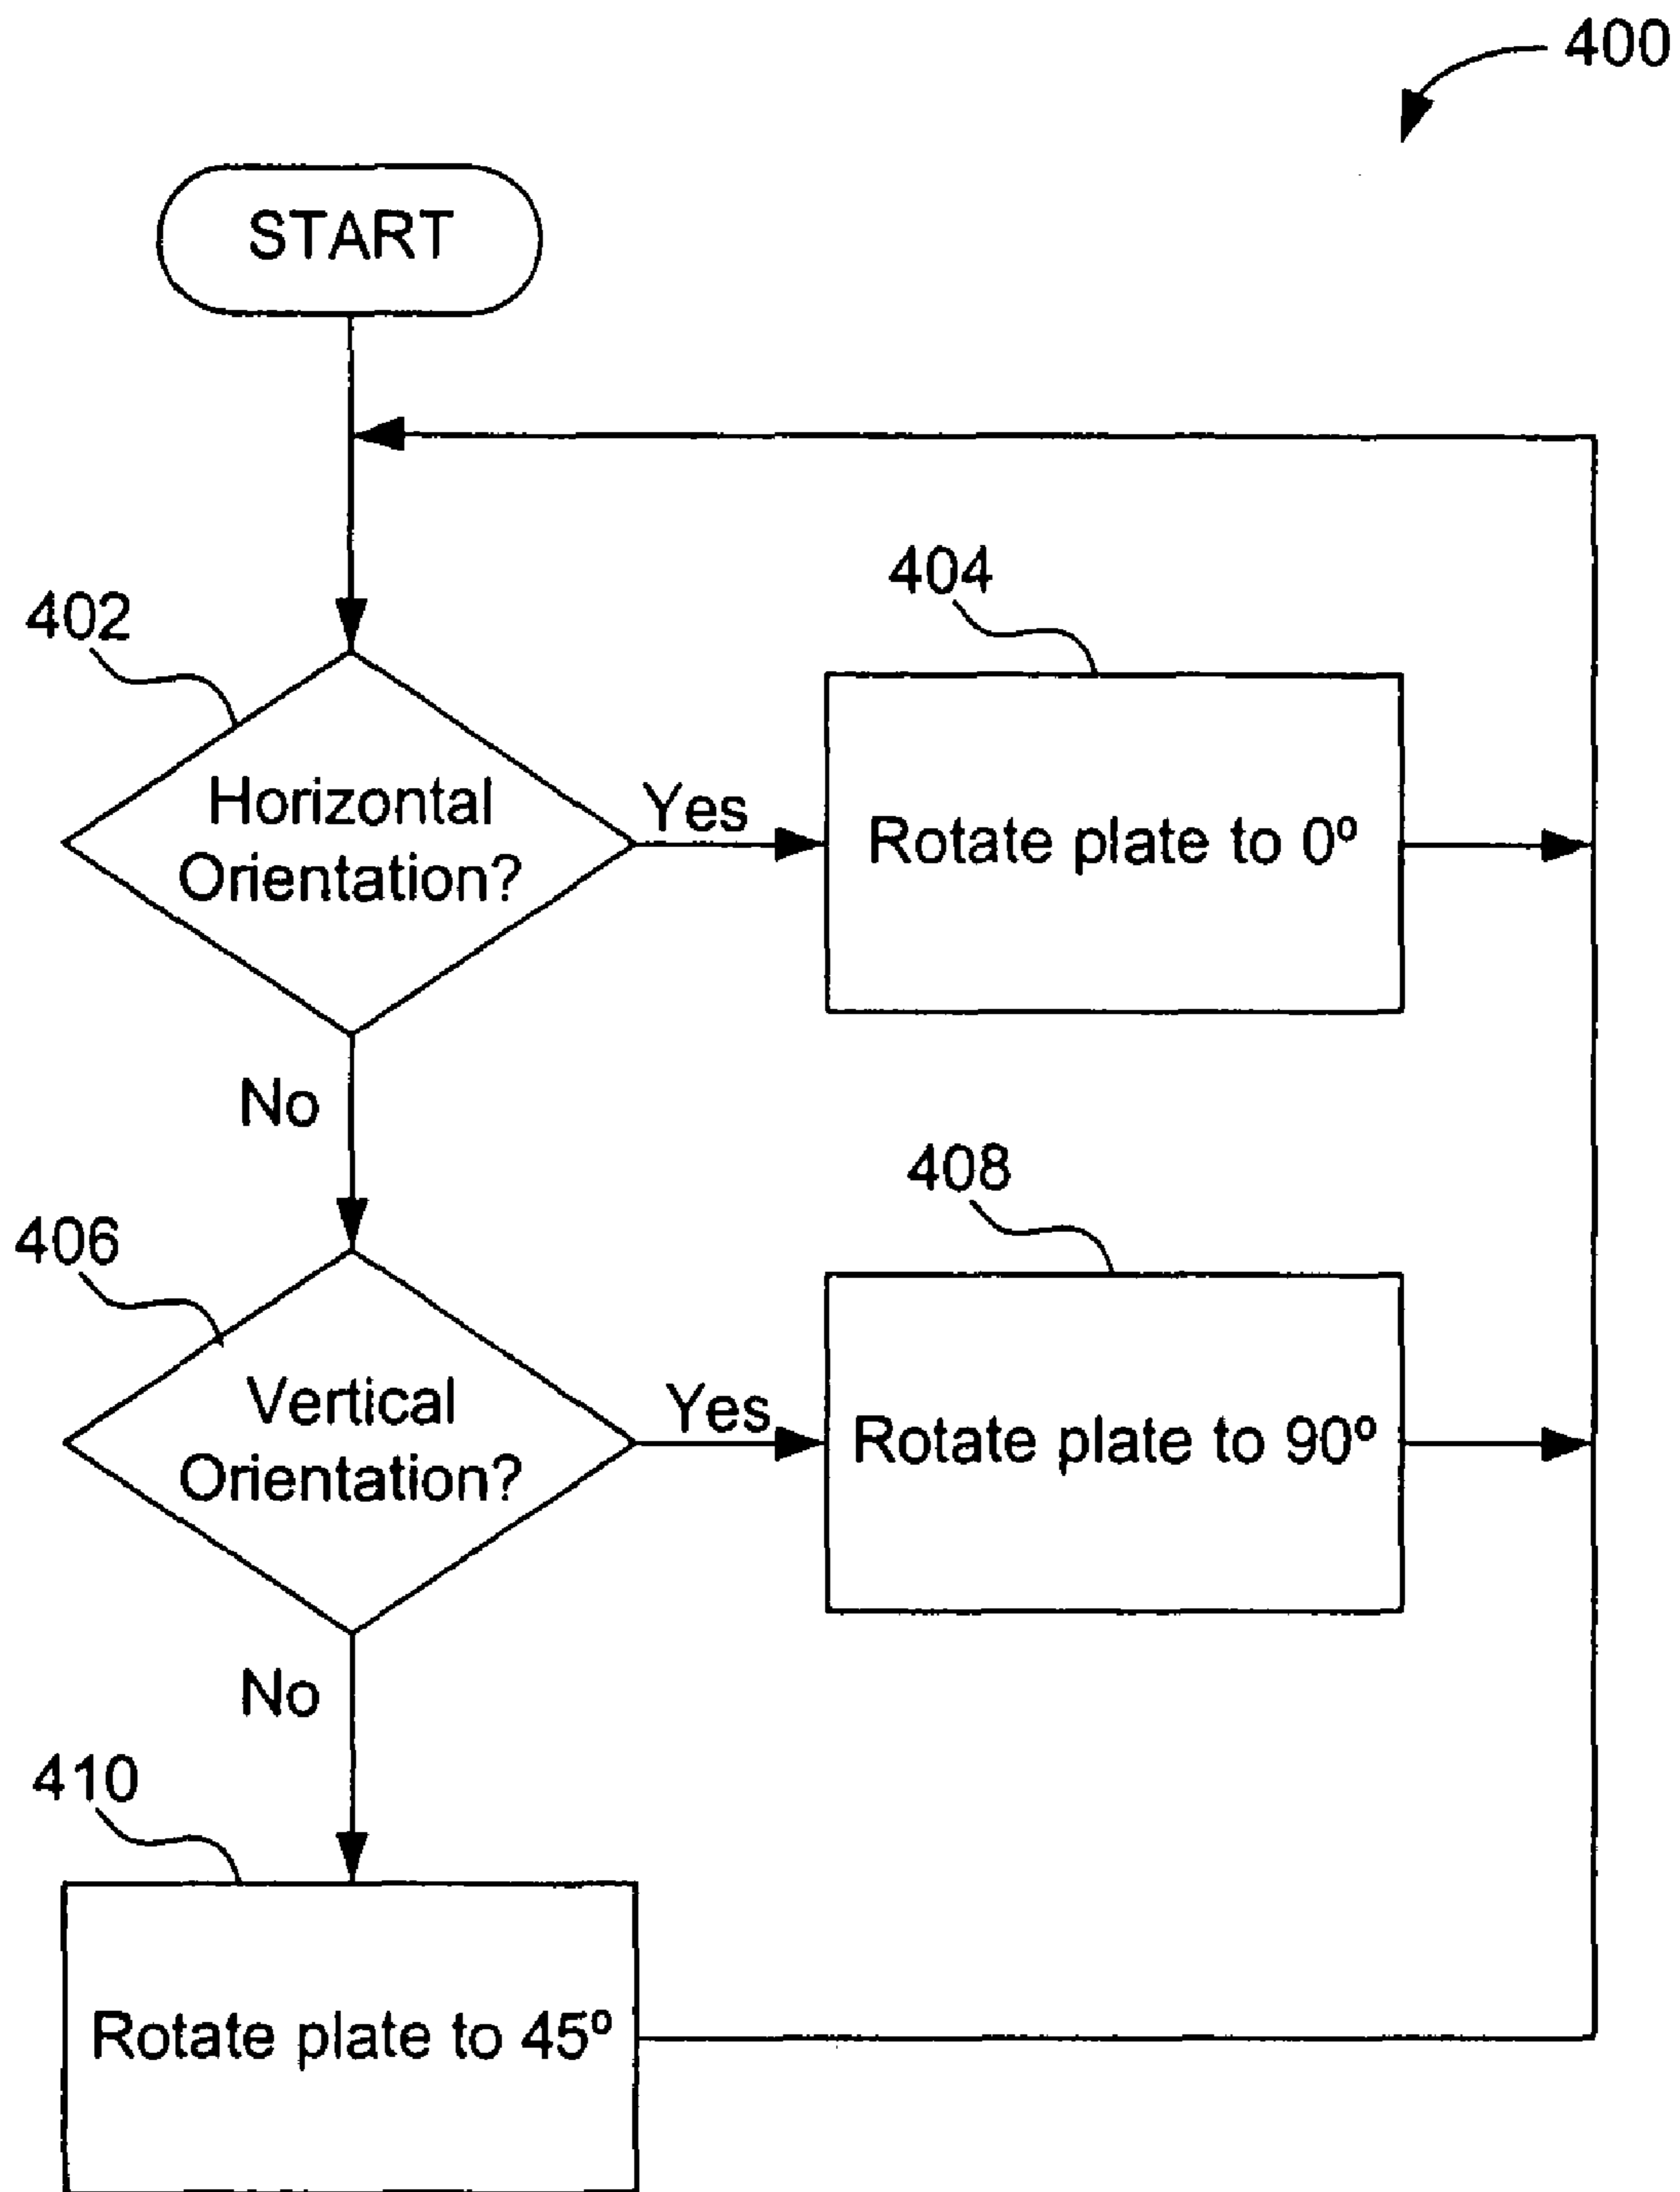 400
START
402
404
Horizontal
Orientation?
Yes
Rotate plate to 0º
No
406
408
Vertical
Orientation?
Yes
Rotate plate to 90º
No
410
Rotate plate to 45º